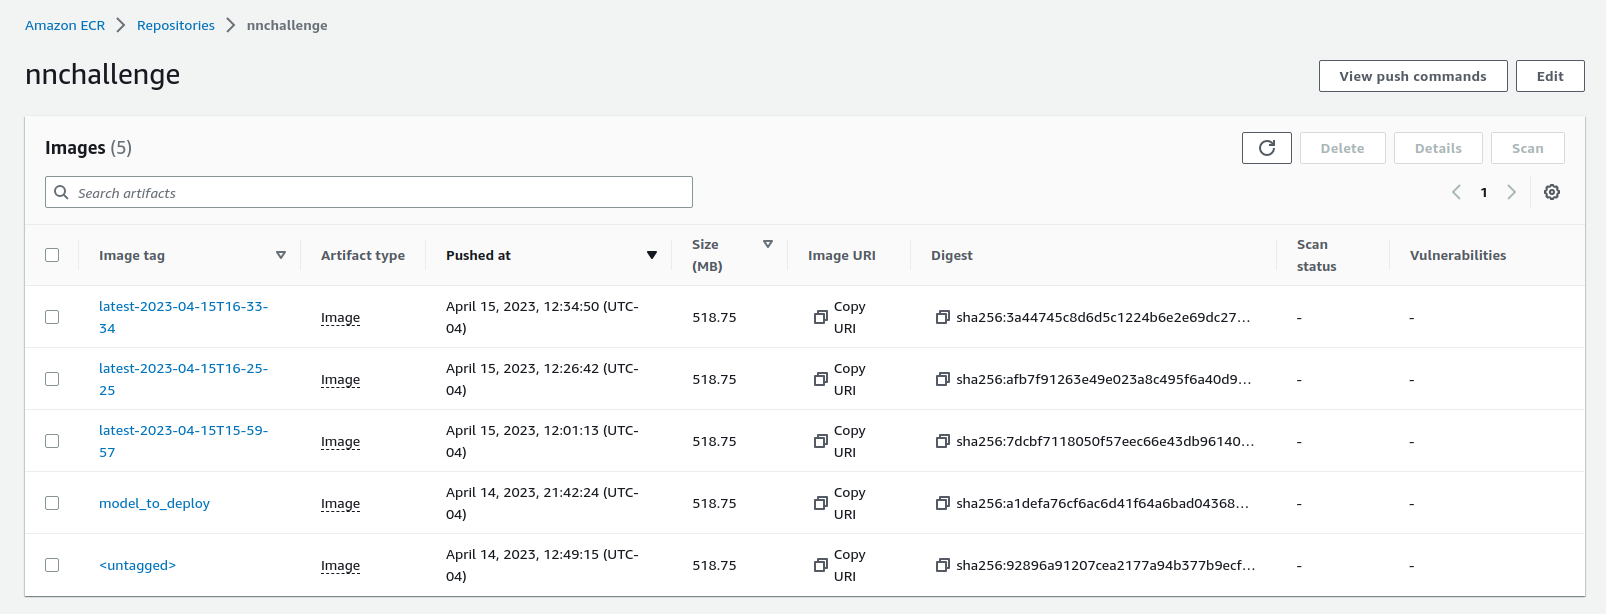 Amazon ECR > Repositories > nnchallenge
nnchallenge
View push commands
Edit
Images (5)
Delete
Details
Scan
Search artifacts
1
Image tag
Artifact type
Pushed at
Size
(MB)
Image URI
Digest
Scan
status
Vulnerabilities
latest-2023-04-15T16-33-
34
Image
April 15, 2023, 12:34:50 (UTC-
04)
518.75
Copy
URI
sha256:3a44745c8d6d5c1224b6e2e69dc27...
-
-
latest-2023-04-15T16-25-
25
Image
April 15, 2023, 12:26:42 (UTC-
04)
518.75
Copy
URI
sha256:afb7f91263e49e023a8c495f6a40d9...
-
-
latest-2023-04-15T15-59-
57
Image
April 15, 2023, 12:01:13 (UTC-
04)
518.75
Copy
URI
sha256:7dcbf7118050f57eec66e43db96140...
-
-
model_to_deploy
Image
April 14, 2023, 21:42:24 (UTC-
04)
518.75
Copy
URI
sha256:a1defa76cf6ac6d41f64a6bad04368...
-
-
<untagged>
Image
April 14, 2023, 12:49:15 (UTC-
04)
518.75
Copy
URI
sha256:92896a91207cea2177a94b377b9ecf...
-
-